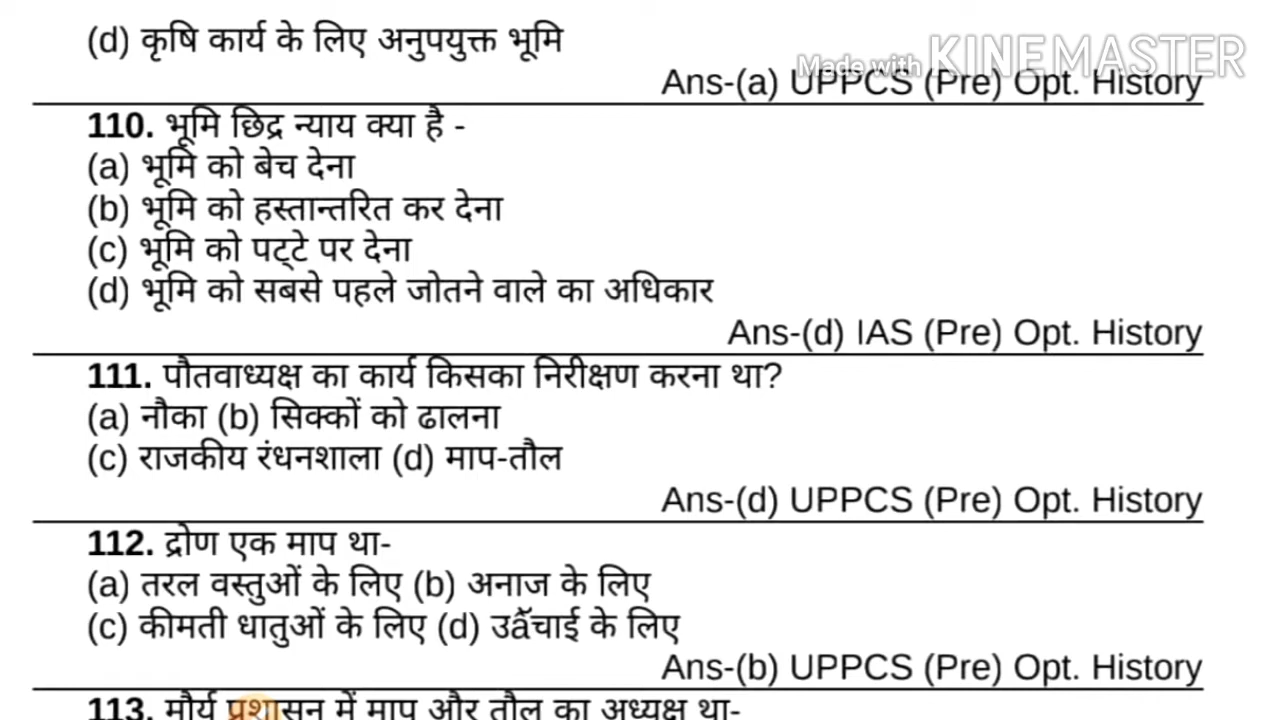 (d) कृषि कार्य के लिए अनुपयुक्त भूमि
Made with KINEMASTER
Ans-(a) UPPCS (Pre) Opt. History
110. भूमि छिद्र न्याय क्या है -
(a) भूमि को बेच देना
(b) भूमि को हस्तान्तरित कर देना
(c) भूमि को पट्टे पर देना
(d) भूमि को सबसे पहले जोतने वाले का अधिकार
Ans-(d) IAS (Pre) Opt. History
111. पौतवाध्यक्ष का कार्य किसका निरीक्षण करना था?
(a) नौका (b) सिक्कों को ढालना
(c) राजकीय रंधनशाला (d) माप-तौल
Ans-(d) UPPCS (Pre) Opt. History
112. द्रोण एक माप था-
(a) तरल वस्तुओं के लिए (b) अनाज के लिए
(c) कीमती धातुओं के लिए (d) उåँचाई के लिए
Ans-(b) UPPCS (Pre) Opt. History
113. मौर्य प्रशासन में माप और तौल का अध्यक्ष था-